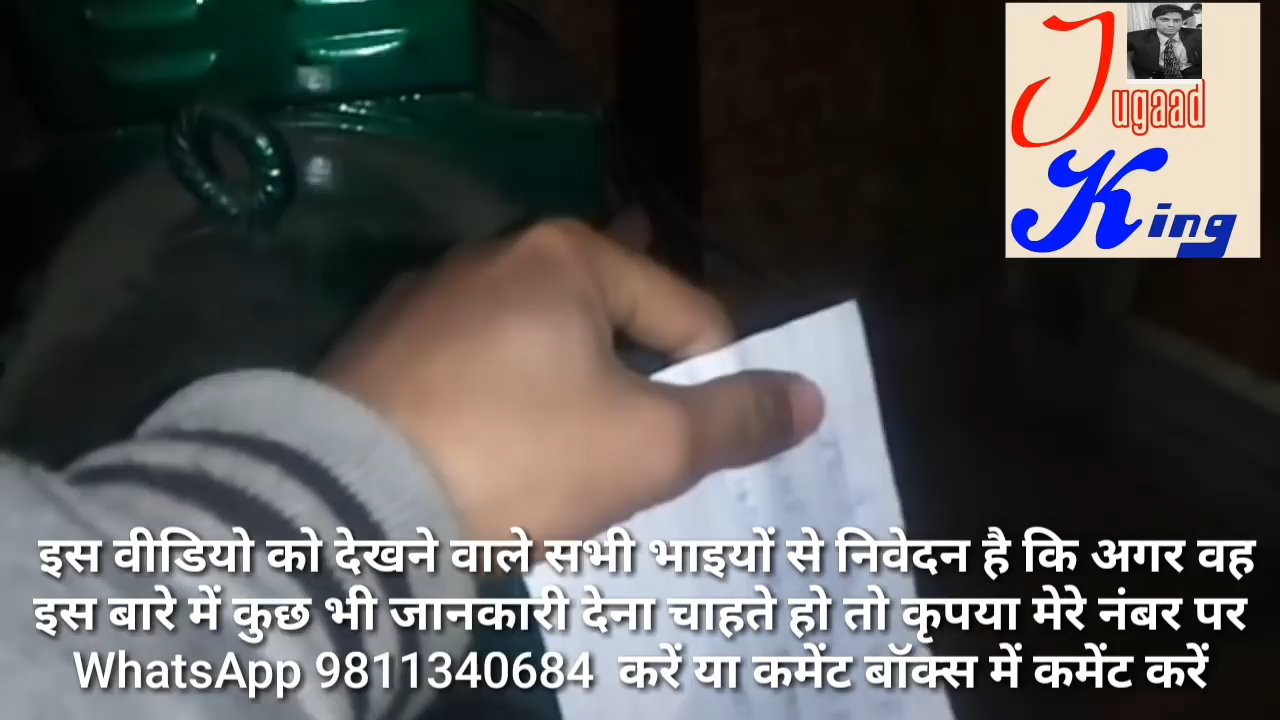 Jugaad
King
इस वीडियो को देखने वाले सभी भाइयों से निवेदन है कि अगर वह
इस बारे में कुछ भी जानकारी देना चाहते हो तो कृपया मेरे नंबर पर
WhatsApp 9811340684 करें या कमेंट बॉक्स में कमेंट करें